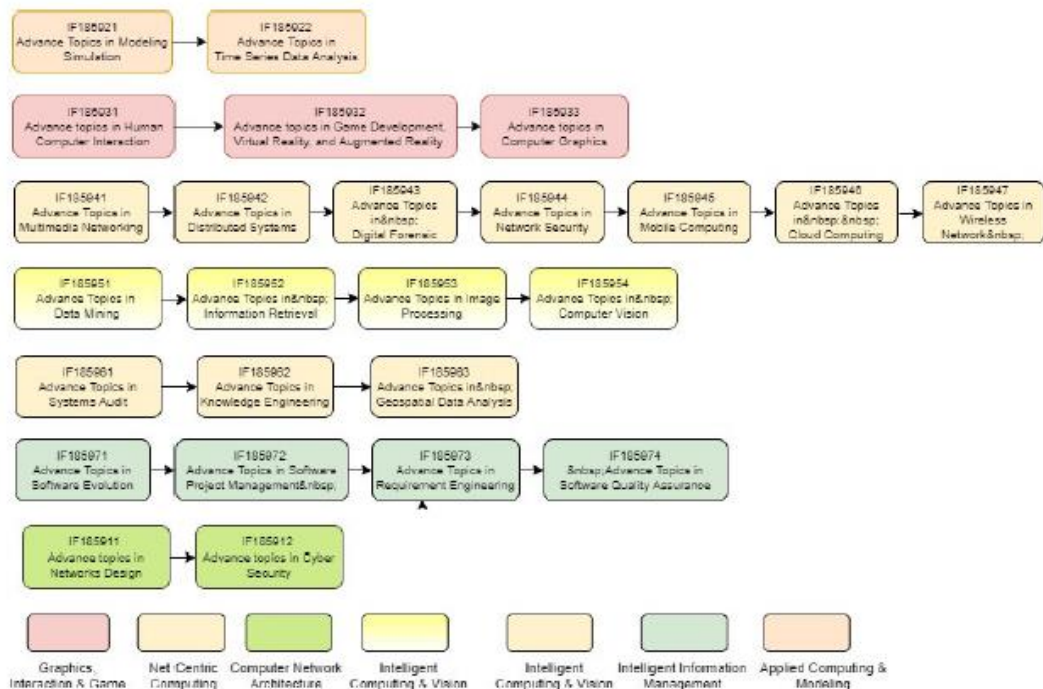 IF185921
Advance Topics in Modeling
Simulation
IF185922
Advance Topics in
Time Series Data Analysis
IF185931
Advance topics in Human
Computer Interaction
IF185932
Advance topics in Game Development,
Virtual Reality, and Augmented Reality
IF185933
Advance topics in
Computer Graphics
IF185941
Advance Topics in
Multimedia Networking
IF185942
Advance Topics in
Distributed Systems
IF185943
Advance Topics
in&nbsp;
Digital Forensic
IF185944
Advance Topics in
Network Security
IF185945
Advance Topics in
Mobile Computing
IF185946
Advance Topics
in&nbsp;&nbsp;
Cloud Computing
IF185947
Advance Topics in
Wireless
Network&nbsp;
IF185951
Advance Topics in
Data Mining
IF185952
Advance Topics in&nbsp;
Information Retrieval
IF185953
Advance Topics in Image
Processing
IF185954
Advance Topics in&nbsp;
Computer Vision
IF185961
Advance Topics in
Systems Audit
IF185962
Advance Topics in
Knowledge Engineering
IF185963
Advance Topics in&nbsp;
Geospatial Data Analysis
IF185971
Advance Topics in
Software Evolution
IF185972
Advance Topics in Software
Project Management&nbsp;
IF185973
Advance Topics in
Requirement Engineering
IF185974
&nbsp;Advance Topics in
Software Quality Assurance
IF185911
Advance topics in
Networks Design
IF185912
Advance topics in Cyber
Security
Graphics,
Interaction & Game
Net Centric
Computing
Computer Network
Architecture
Intelligent
Computing & Vision
Intelligent
Computing & Vision
Intelligent Information
Management
Applied Computing &
Modeling